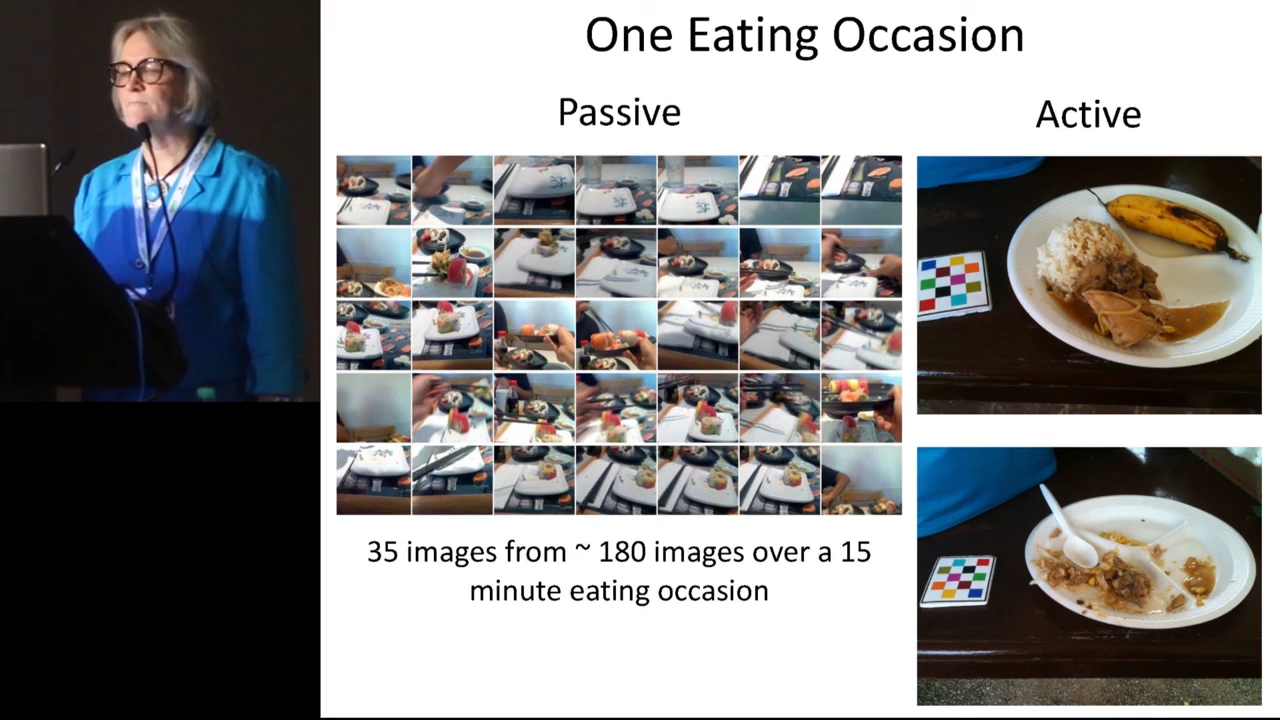 One Eating Occasion
Passive
Active
35 images from ~ 180 images over a 15
minute eating occasion